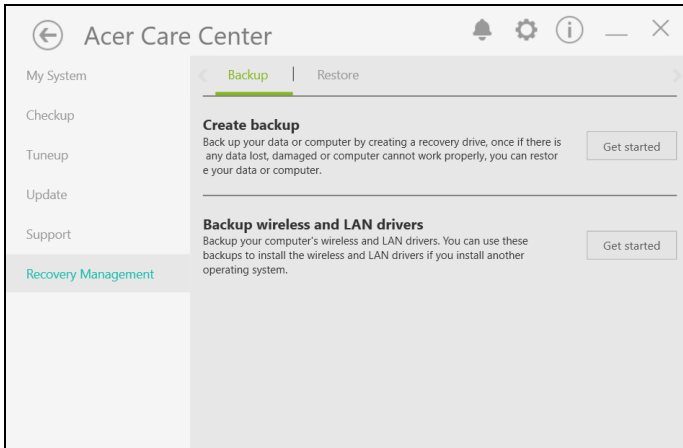 Acer Care Center
My System
Checkup
Tuneup
Update
Support
Recovery Management
Backup | Restore
Create backup
Back up your data or computer by creating a recovery drive, once if there is
any data lost, damaged or computer cannot work properly, you can restor
e your data or computer.
Get started
Backup wireless and LAN drivers
Backup your computer's wireless and LAN drivers. You can use these
backups to install the wireless and LAN drivers if you install another
operating system.
Get started